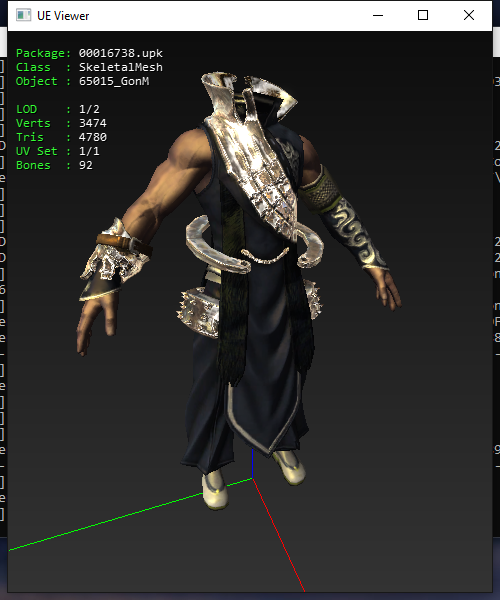 UE Viewer
Package: 00016738.upk
Class : SkeletalMesh
Object : 65015_GonM
LOD : 1/2
Verts : 3474
Tris : 4780
UV Set : 1/1
Bones : 92